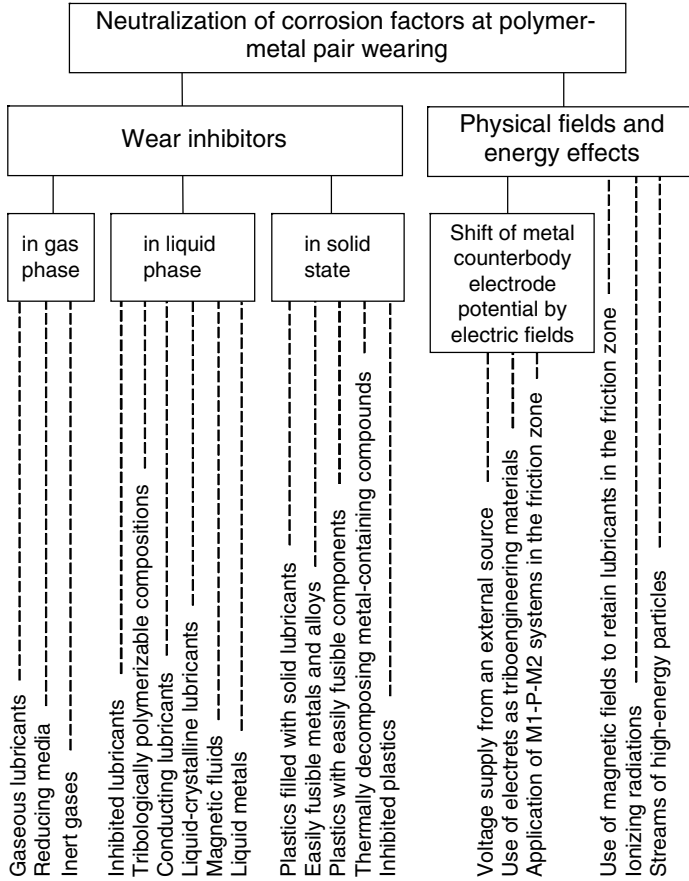 Neutralization of corrosion factors at polymer-
metal pair wearing
Wear inhibitors
Physical fields and
energy effects
in gas
phase
in liquid
phase
in solid
state
Shift of metal
counterbody
electrode
potential by
electric fields
Gaseous lubricants
Reducing media
Inert gases
Inhibited lubricants
Tribologically polymerizable compositions
Conducting lubricants
Liquid-crystalline lubricants
Magnetic fluids
Liquid metals
Plastics filled with solid lubricants
Easily fusible metals and alloys
Plastics with easily fusible components
Thermally decomposing metal-containing compounds
Inhibited plastics
Voltage supply from an external source
Use of electrets as triboengineering materials
Application of M1-P-M2 systems in the friction zone
Use of magnetic fields to retain lubricants in the friction zone
Ionizing radiations
Streams of high-energy particles